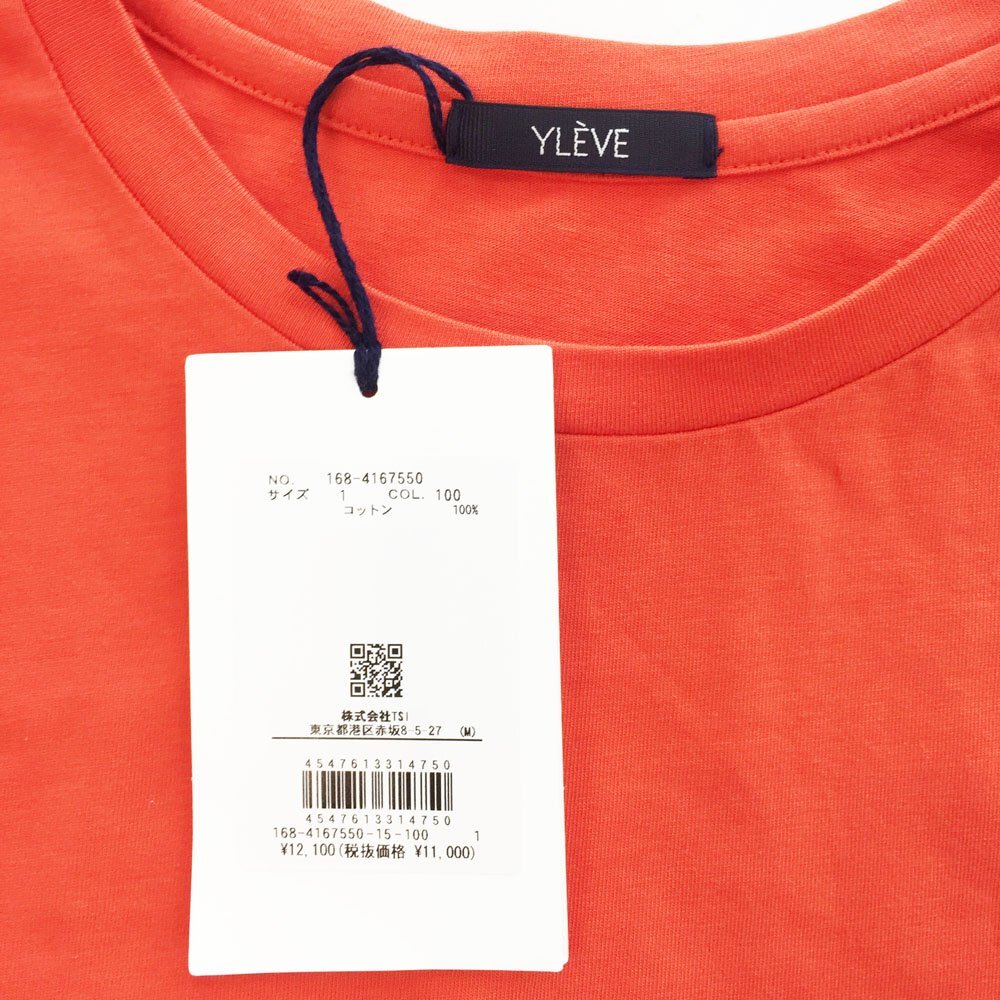 YLÈVE
NO. 168-4167550
サイズ 1 COL. 100
コットン 100%
株式会社TSI
東京都港区赤坂8-5-27 (M)
4547613314750
4547613314750
168-4167550-15-100 1
¥12,100(税抜価格 ¥11,000)